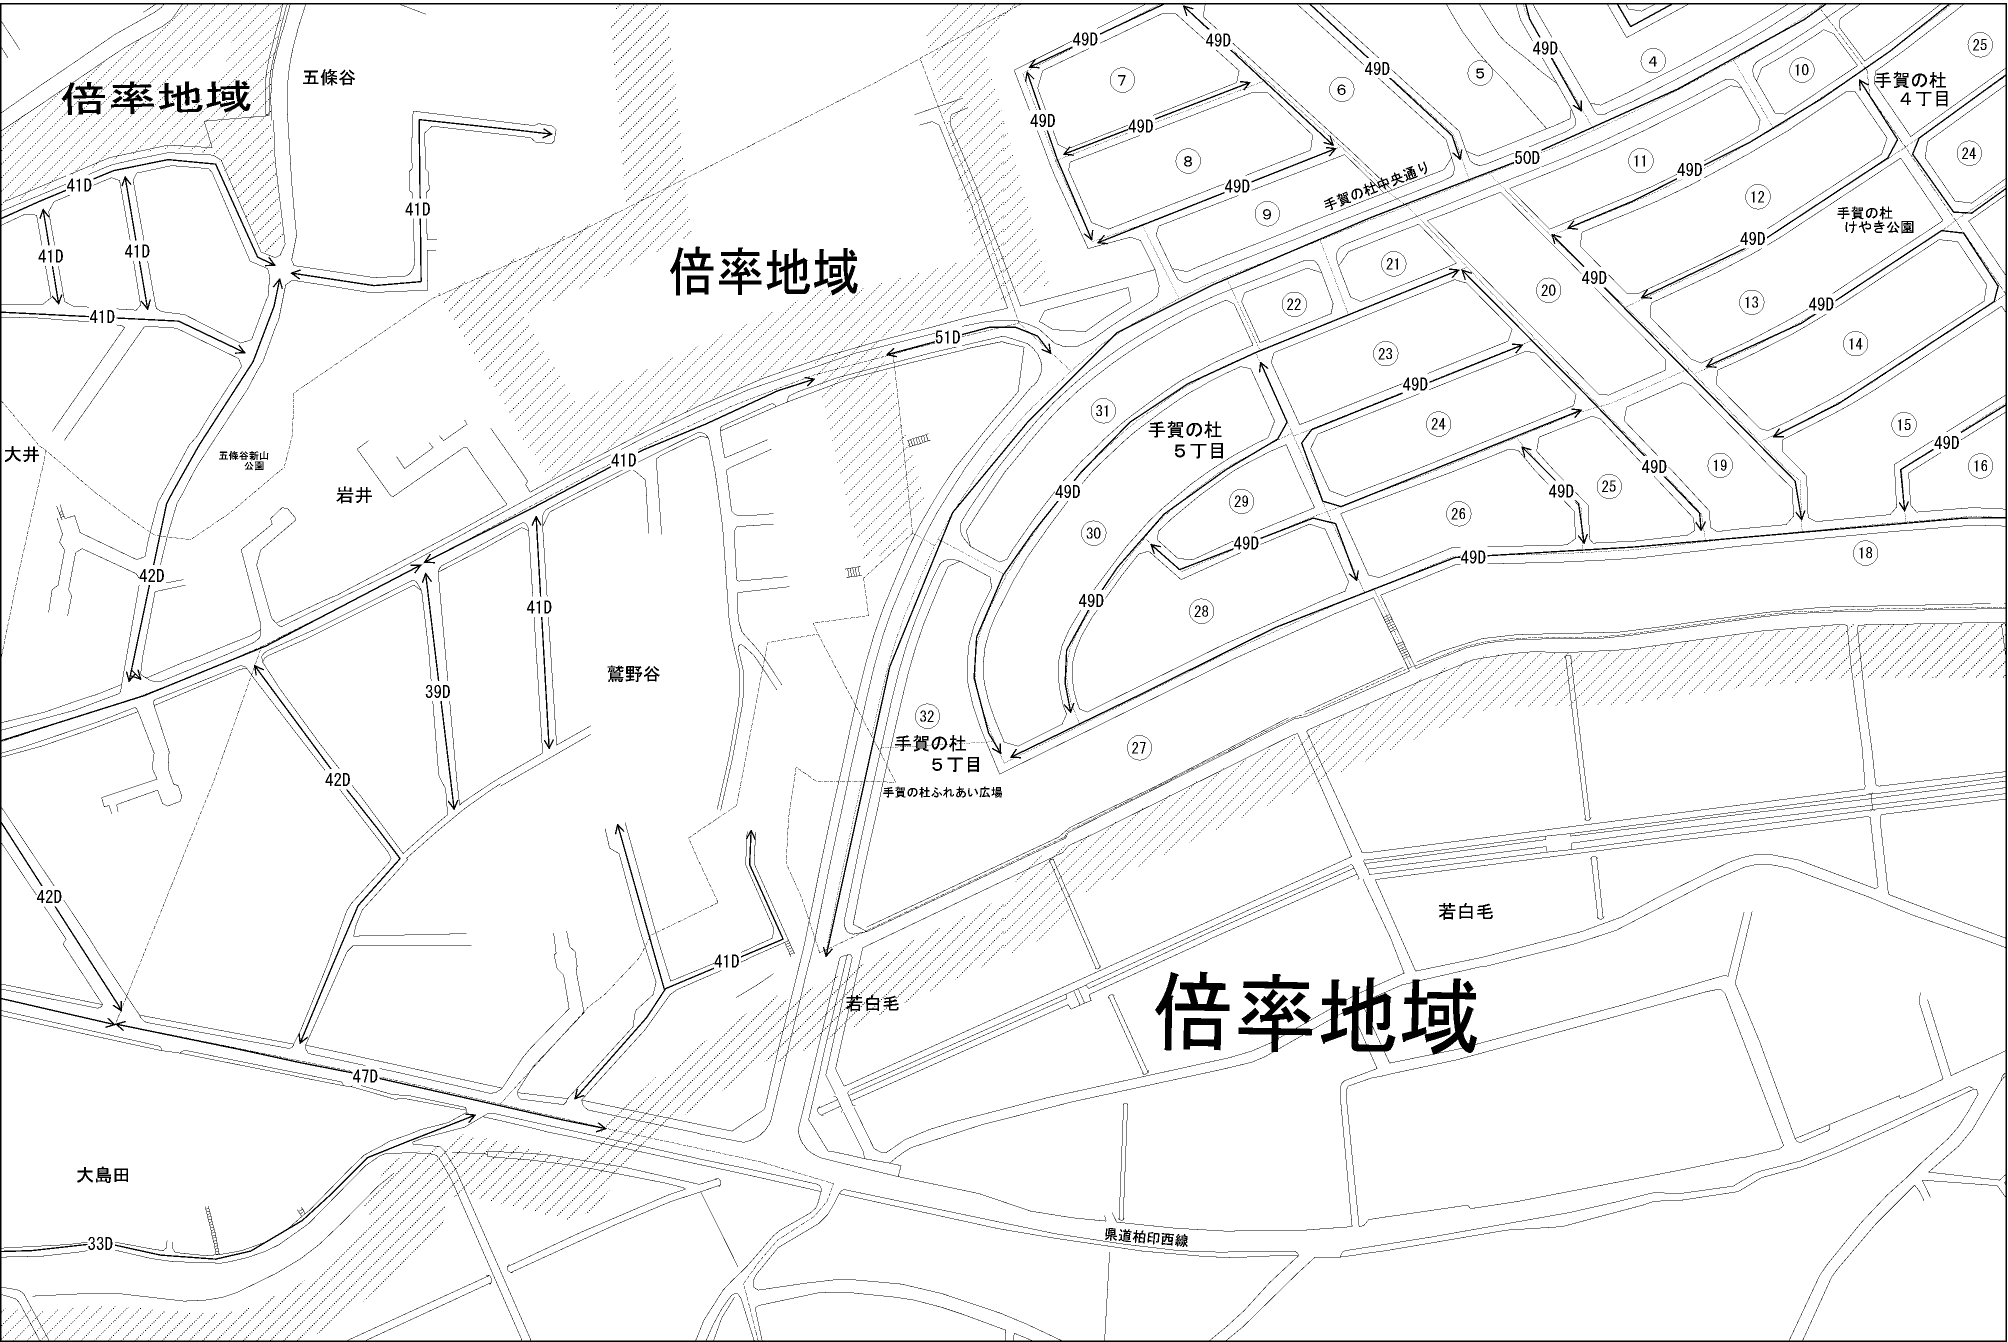 49D
49D
49D
49D
49D
4
10
25
手賀の杜
４丁目
24
五條谷
倍率地域
7
6
5
49D
49D
8
49D
50D
11
49D
12
手賀の杜中央通り
9
手賀の杜
けやき公園
41D
41D
41D
41D
41D
倍率地域
21
22
20
49D
49D
13
49D
14
51D
23
49D
31
手賀の杜
５丁目
24
15
49D
16
大井
五條谷新山
公園
岩井
41D
49D
29
30
49D
25
19
49D
26
49D
49D
18
42D
41D
49D
28
39D
鷲野谷
32
手賀の杜
５丁目
手賀の杜ふれあい広場
27
42D
42D
若白毛
41D
若白毛
倍率地域
47D
大島田
33D
県道柏印西線